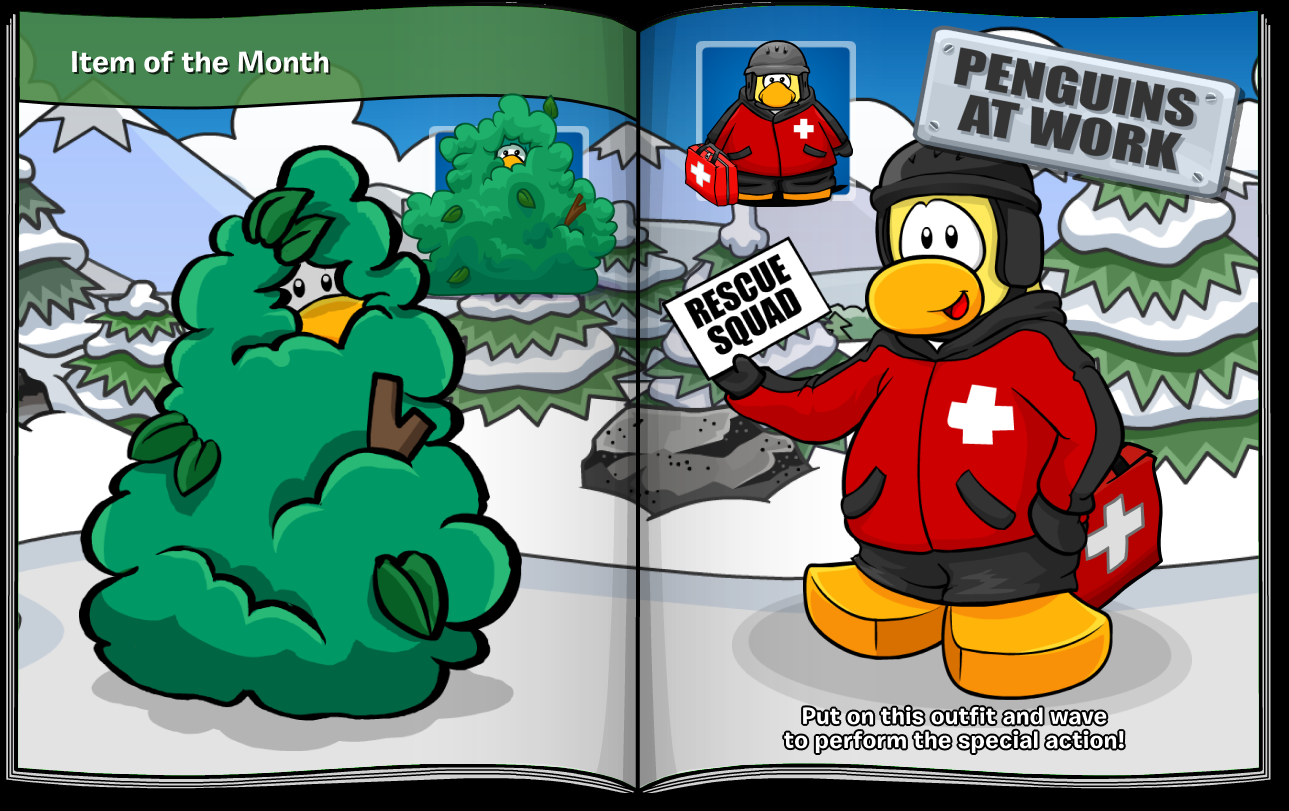 Item of the Month
PENGUINS
AT WORK
RESCUE
SQUAD
Put on this outfit and wave
to perform the special action!